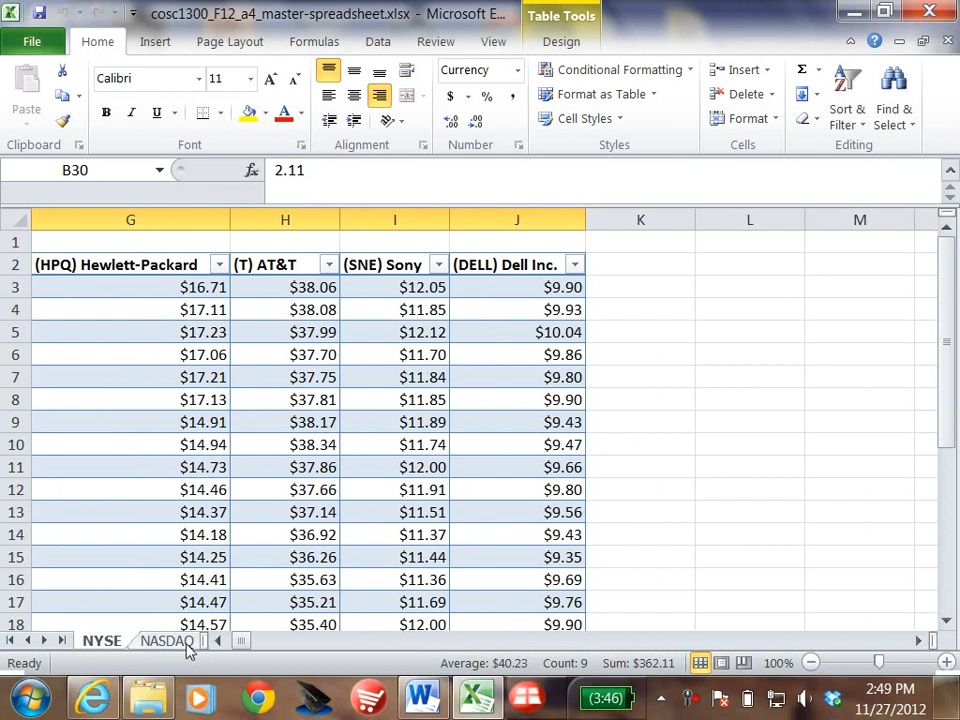 cosc1300_F12_a4_master-spreadsheet.xlsx - Microsoft E...
Table Tools
File Home Insert Page Layout Formulas Data Review View Design
Paste
Calibri 11
B I U A
Currency
$ % ,
Conditional Formatting
Format as Table
Cell Styles
Insert
Delete
Format
Σ
Sort & Filter
Find & Select
Clipboard Font Alignment Number Styles Cells Editing
B30 fx 2.11
G H I J K L M
1
2 (HPQ) Hewlett-Packard (T) AT&T (SNE) Sony (DELL) Dell Inc.
3 $16.71 $38.06 $12.05 $9.90
4 $17.11 $38.08 $11.85 $9.93
5 $17.23 $37.99 $12.12 $10.04
6 $17.06 $37.70 $11.70 $9.86
7 $17.21 $37.75 $11.84 $9.80
8 $17.13 $37.81 $11.85 $9.90
9 $14.91 $38.17 $11.89 $9.43
10 $14.94 $38.34 $11.74 $9.47
11 $14.73 $37.86 $12.00 $9.66
12 $14.46 $37.66 $11.91 $9.80
13 $14.37 $37.14 $11.51 $9.56
14 $14.18 $36.92 $11.37 $9.43
15 $14.25 $36.26 $11.44 $9.35
16 $14.41 $35.63 $11.36 $9.69
17 $14.47 $35.21 $11.69 $9.76
18 $14.57 $35.40 $12.00 $9.90
NYSE NASDAQ
Ready Average: $40.23 Count: 9 Sum: $362.11 100%
(3:46)
2:49 PM
11/27/2012